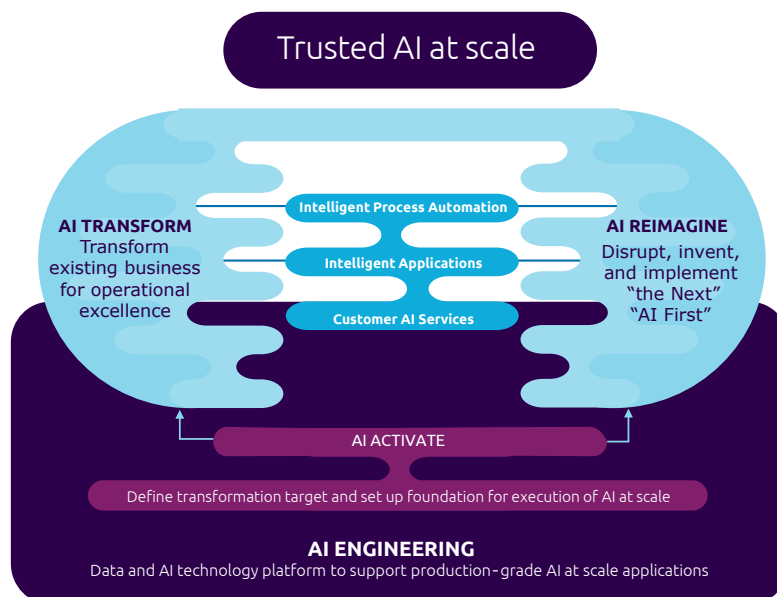 Trusted AI at scale
Intelligent Process Automation
Intelligent Applications
Customer AI Services
AI TRANSFORM
Transform
existing business
for operational
excellence
AI REIMAGINE
Disrupt, invent,
and implement
“the Next”
“AI First”
AI ACTIVATE
Define transformation target and set up foundation for execution of AI at scale
AI ENGINEERING
Data and AI technology platform to support production-grade AI at scale applications